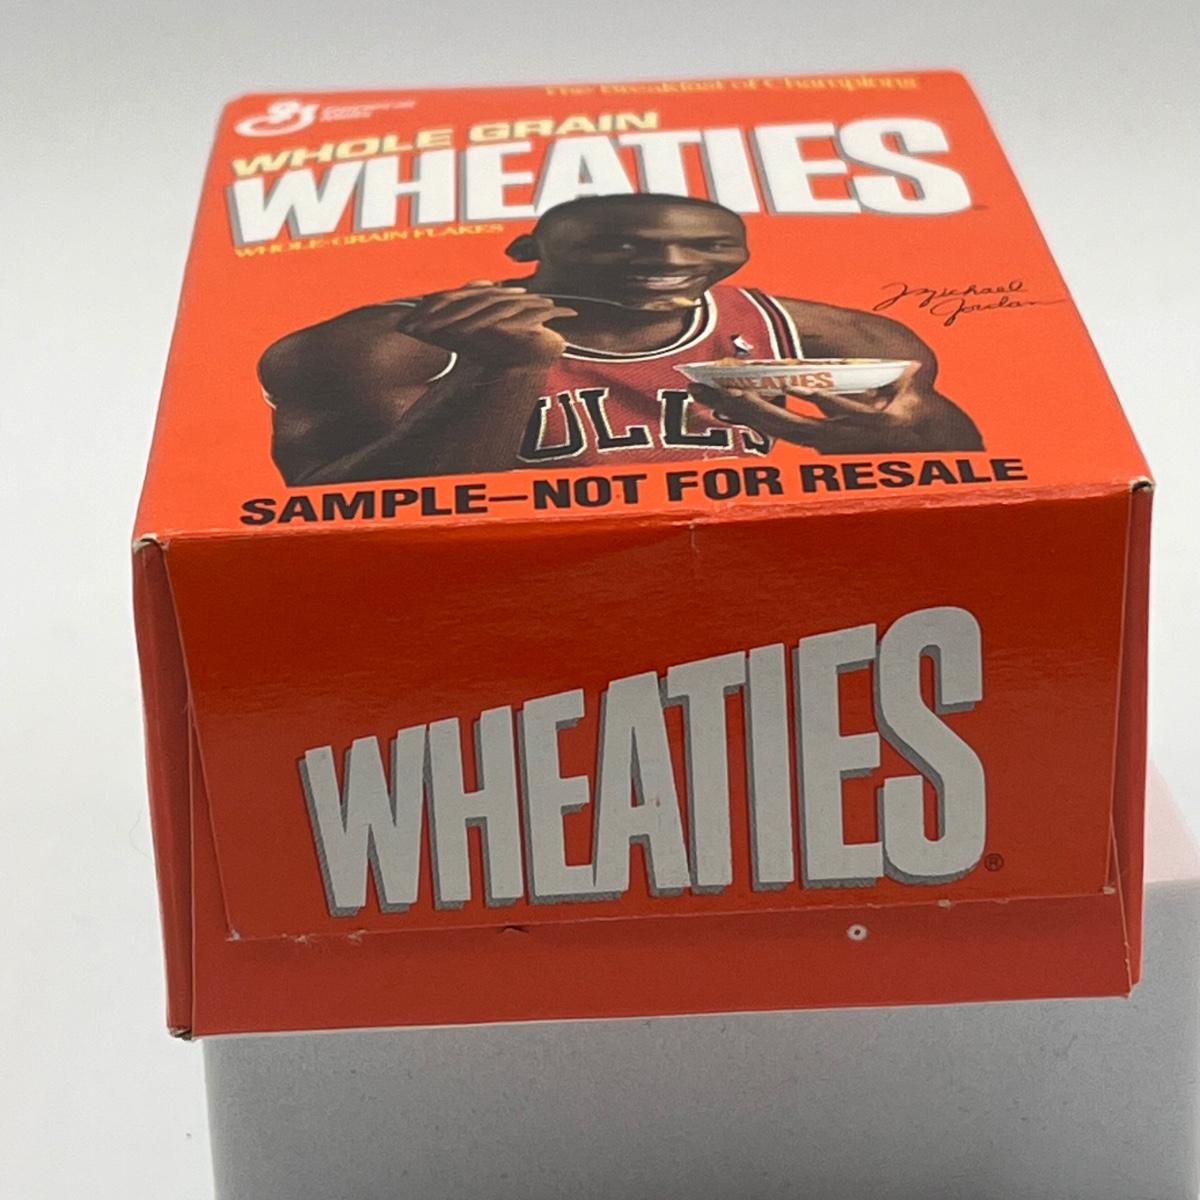 The Breakfast of Champions
G
WHOLE GRAIN
WHEATIES
WHOLE-GRAIN FLAKES
Michael
Jordan
WHEATIES
ULLS
SAMPLE—NOT FOR RESALE
WHEATIES®